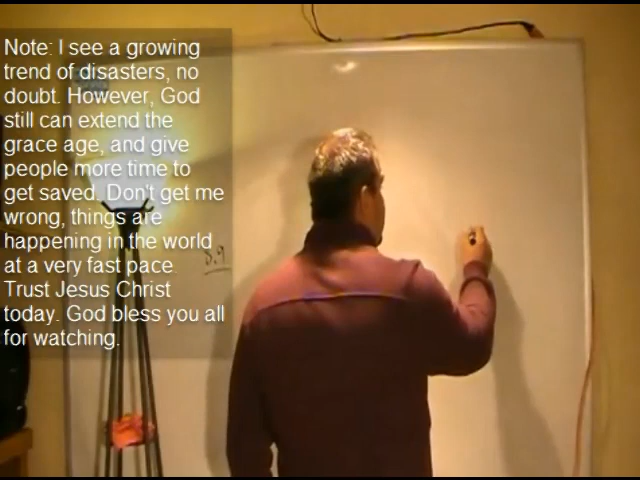 Note: I see a growing
trend of disasters, no
doubt. However, God
still can extend the
grace age, and give
people more time to
get saved. Don't get me
wrong, things are
happening in the world
at a very fast pace.
Trust Jesus Christ
today. God bless you all
for watching.
8.9